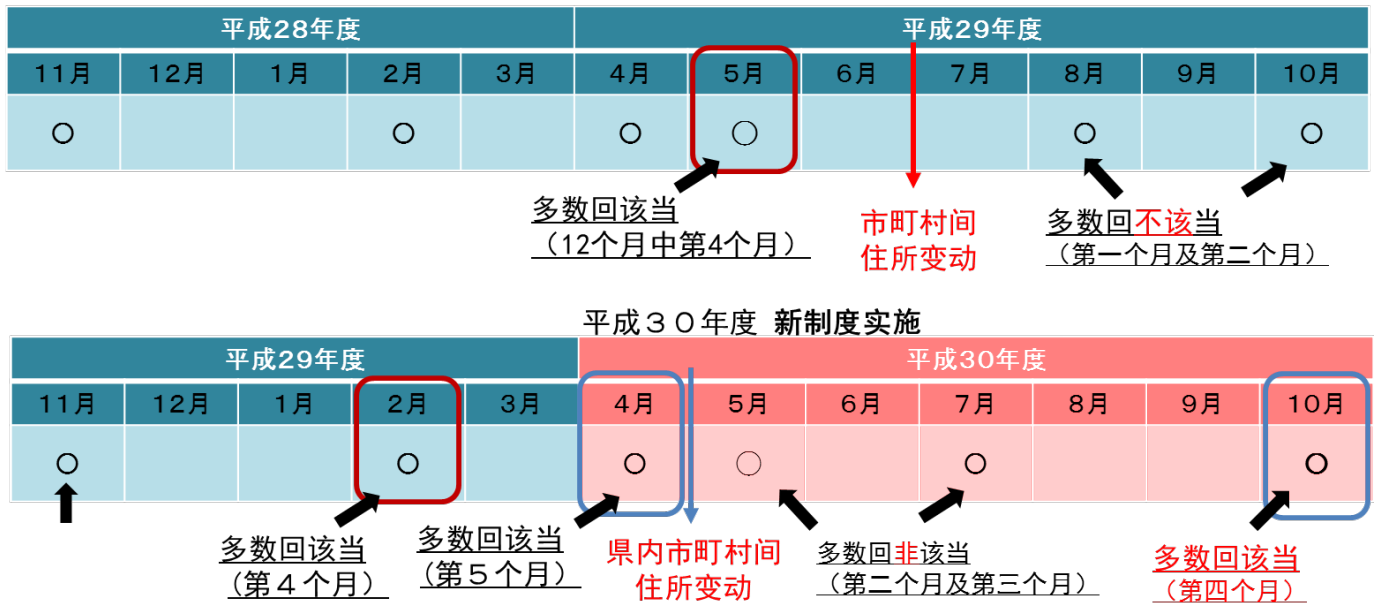 平成28年度 平成29年度
11月 12月 1月 2月 3月 4月 5月 6月 7月 8月 9月 10月
○ ○ ○ ○ ○ ○
多数回该当
（12个月中第4个月）
市町村间
住所变动
多数回不该当
（第一个月及第二个月）
平成３０年度 新制度实施
平成29年度 平成30年度
11月 12月 1月 2月 3月 4月 5月 6月 7月 8月 9月 10月
○ ○ ○ ○ ○ ○
多数回该当
（第４个月）
多数回该当
（第５个月）
県内市町村间
住所变动
多数回非该当
（第二个月及第三个月）
多数回该当
（第四个月）